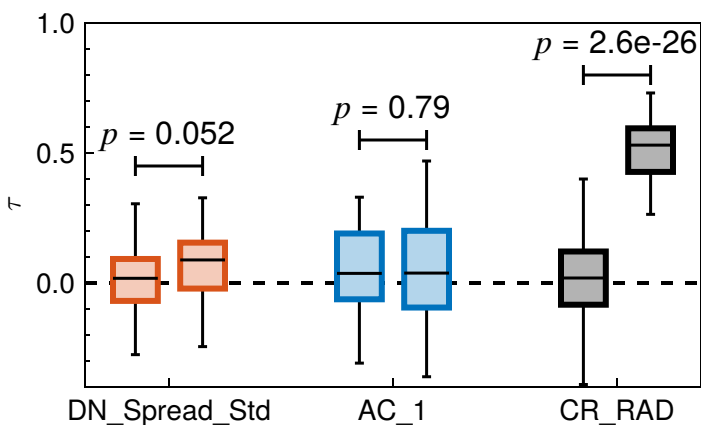 1.0
p = 2.6e-26
p = 0.79
p = 0.052
0.5
τ
0.0
DN_Spread_Std AC_1 CR_RAD